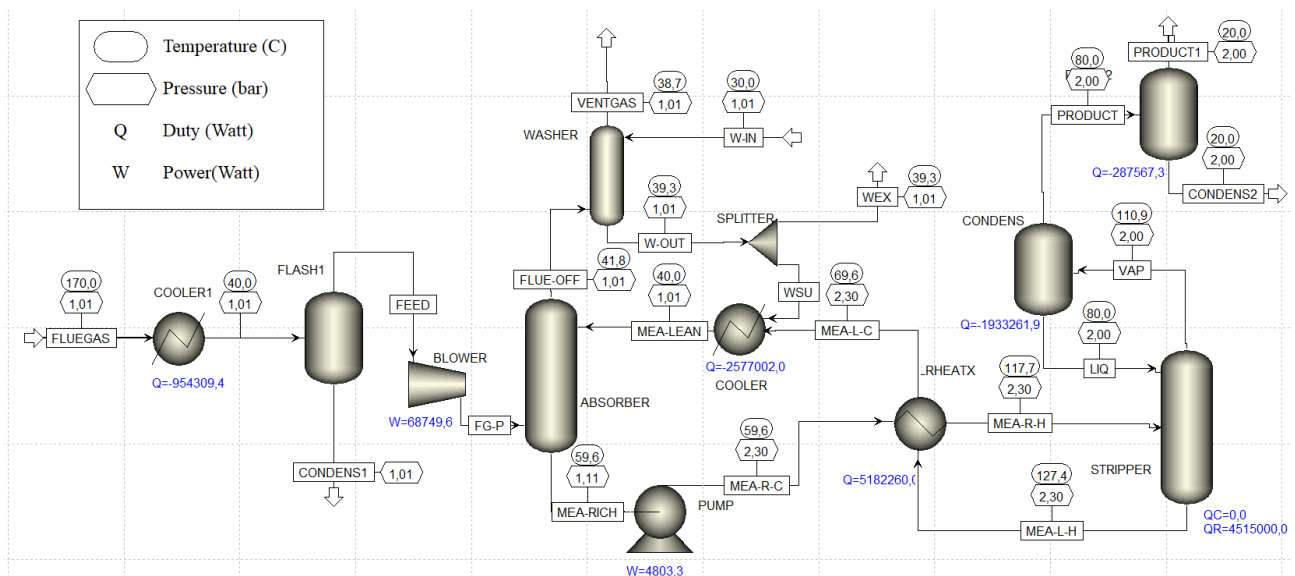 Temperature (C)
Pressure (bar)
Q Duty (Watt)
W Power(Watt)
170,0
1,01
FLUEGAS
COOLER1
Q=-954309,4
40,0
1,01
FLASH1
FEED
CONDENS1
1,01
BLOWER
W=68749,6
FG-P
VENTGAS
38,7
1,01
WASHER
30,0
1,01
W-IN
39,3
1,01
W-OUT
SPLITTER
WEX
39,3
1,01
WSU
FLUE-OFF
41,8
1,01
ABSORBER
40,0
1,01
MEA-LEAN
COOLER
Q=-2577002,0
69,6
2,30
MEA-L-C
59,6
1,11
MEA-RICH
PUMP
W=4803,3
59,6
2,30
MEA-R-C
LRHEATX
Q=5182260,0
117,7
2,30
MEA-R-H
127,4
2,30
MEA-L-H
STRIPPER
QC=0,0
QR=4515000,0
110,9
2,00
VAP
80,0
2,00
LIQ
CONDENS
Q=-1933261,9
80,0
2,00
PRODUCT
PRODUCT1
20,0
2,00
Q=-287567,3
20,0
2,00
CONDENS2